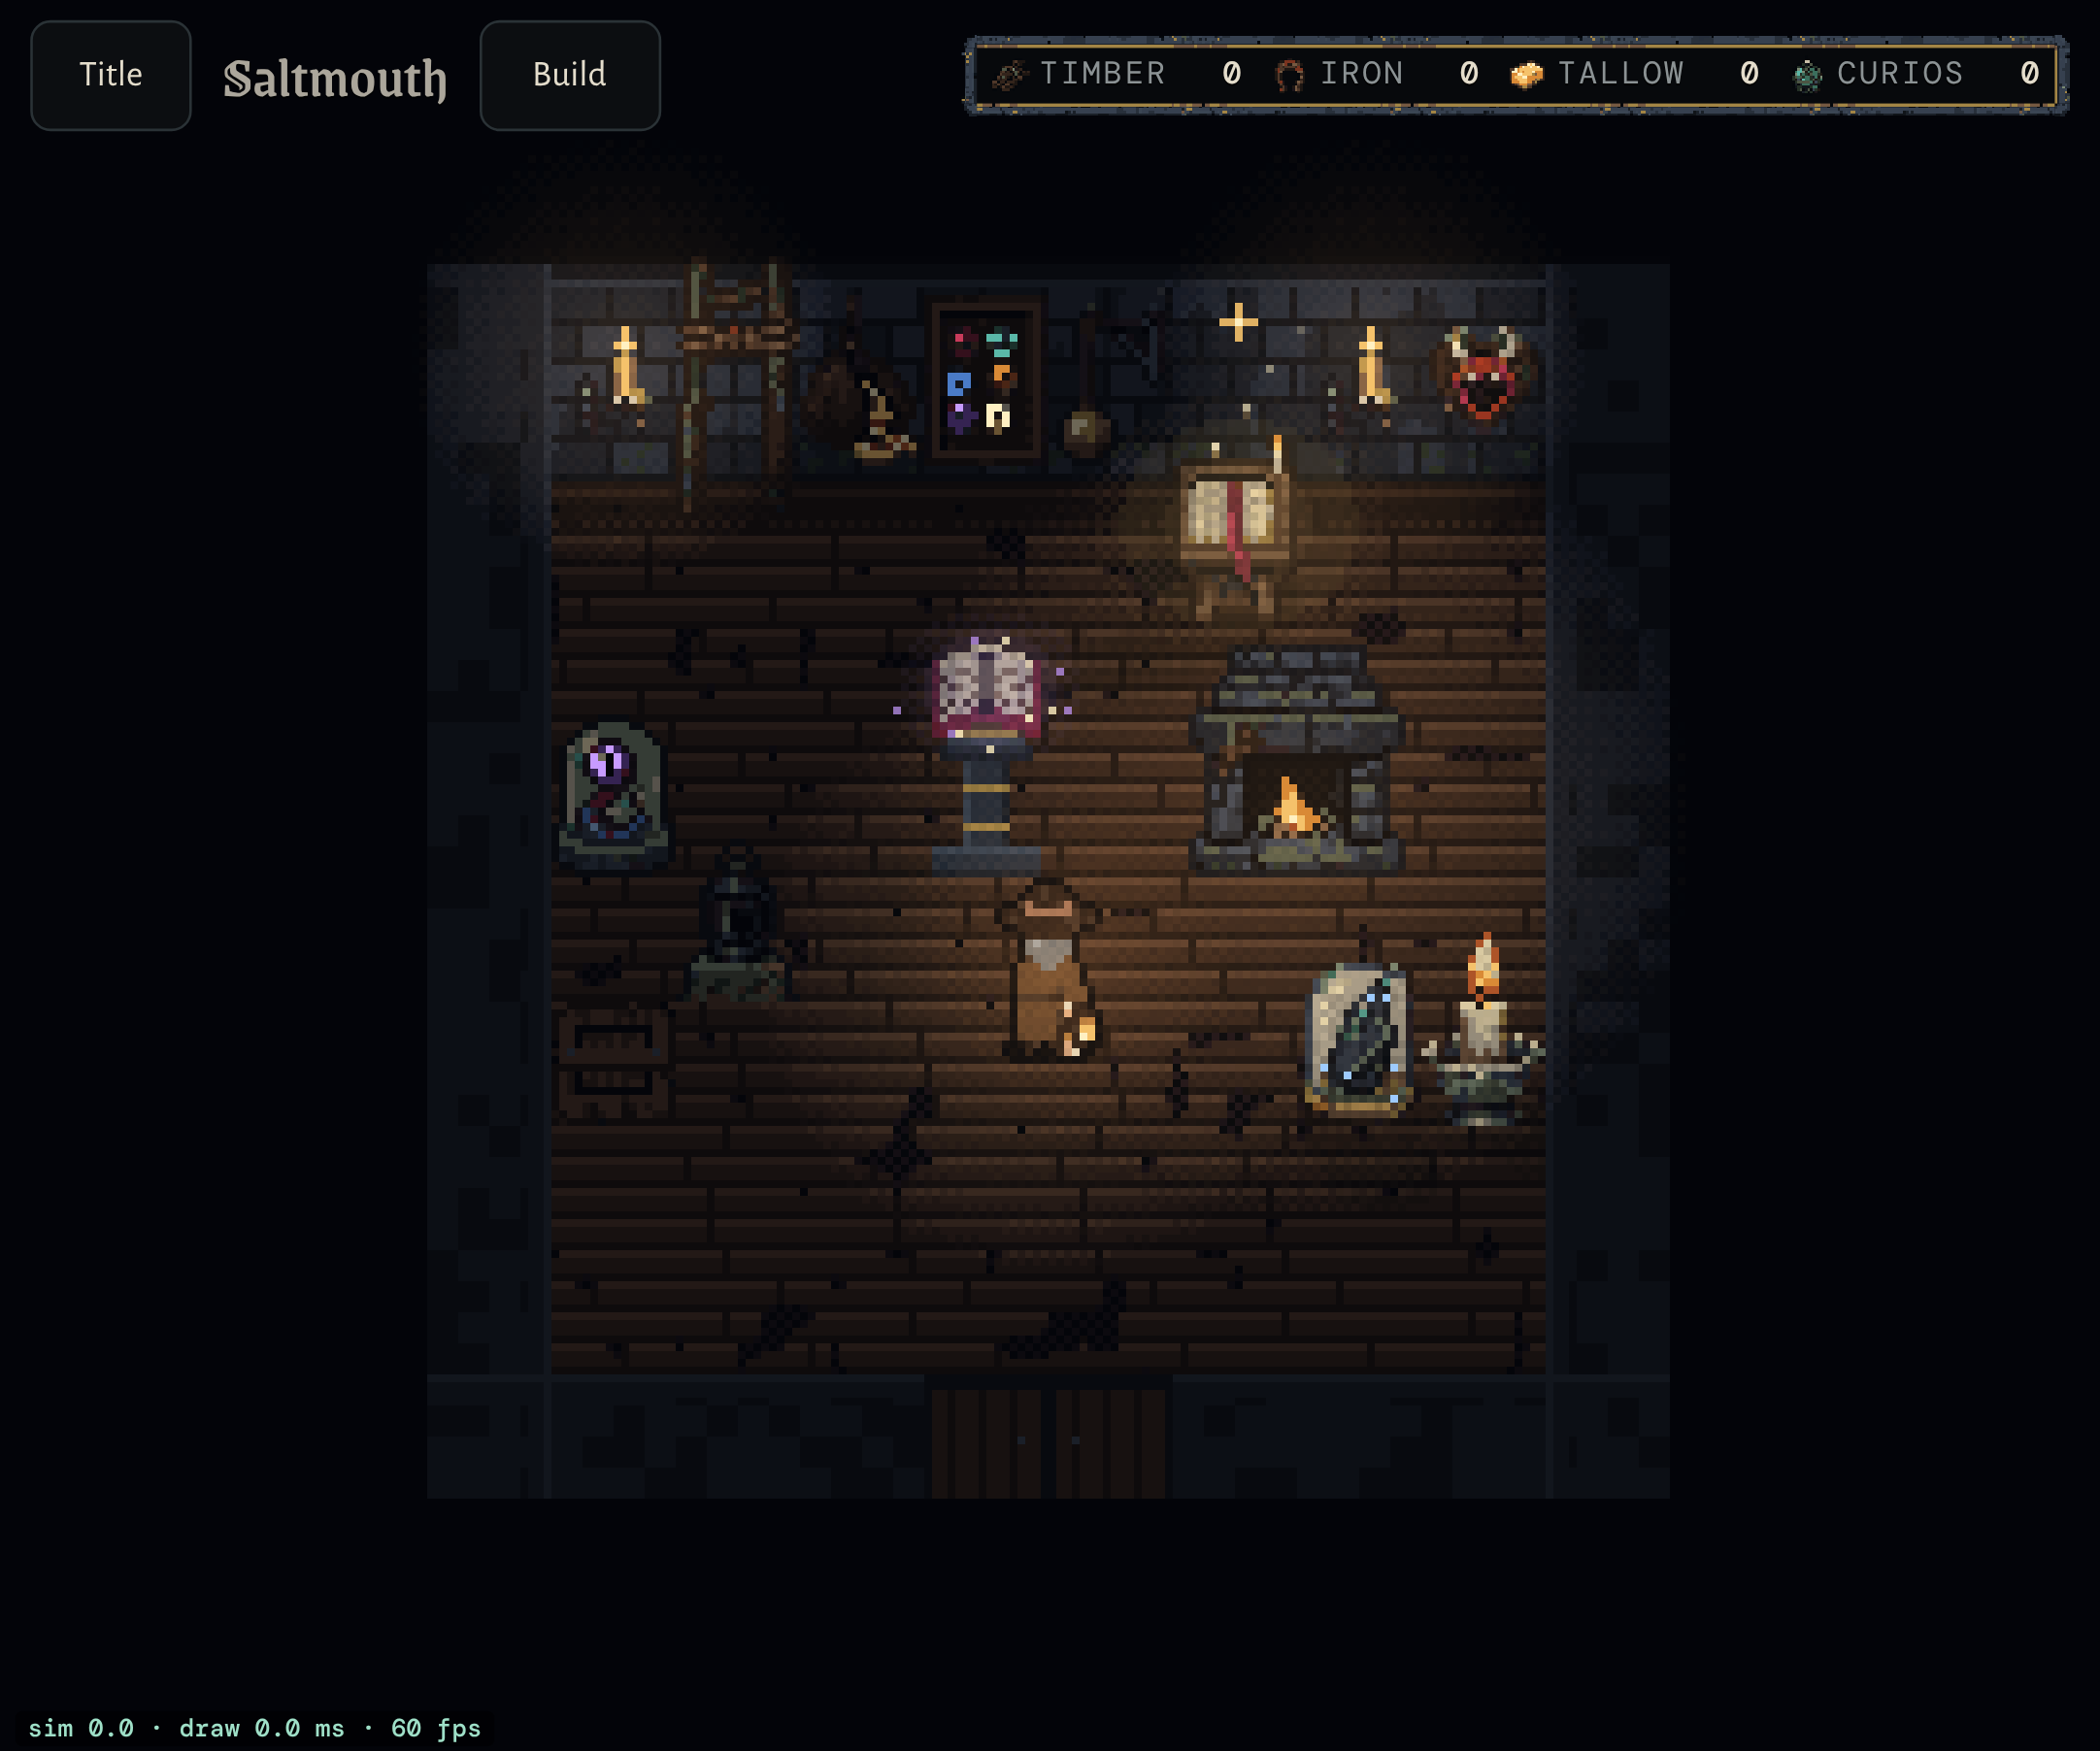 Title Saltmouth Build TIMBER 0 IRON 0 TALLOW 0 CURIOS 0
sim 0.0 · draw 0.0 ms · 60 fps